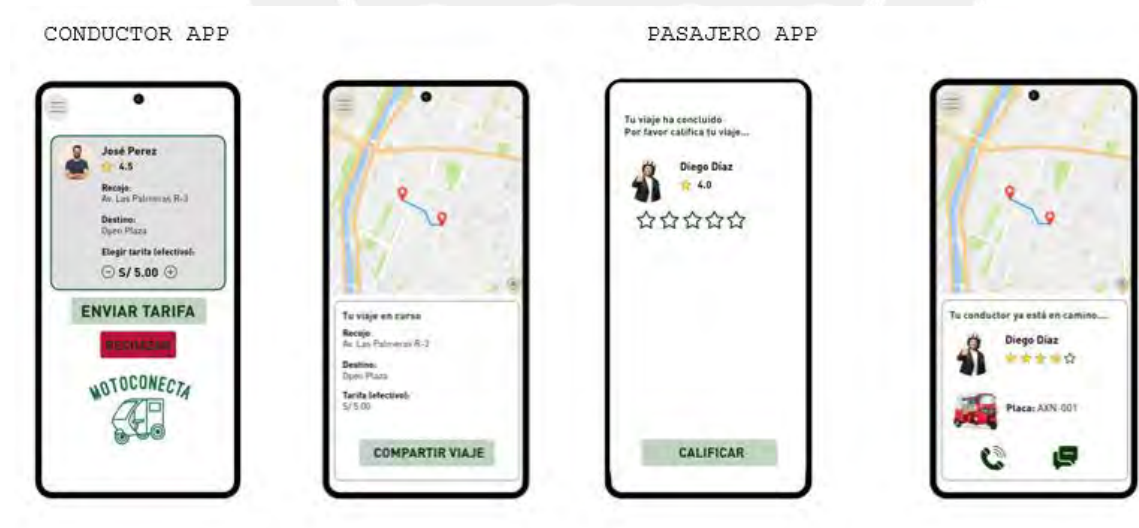 CONDUCTOR APP
PASAJERO APP
José Perez
4.5
Recojo:
Av. Las Palmeras R-3
Destino:
Open Plaza
Elegir tarifa (efectivo):
S/ 5.00
ENVIAR TARIFA
RECHAZAR
MOTOCONECTA
Tu viaje en curso
Recojo:
Av. Las Palmeras R-3
Destino:
Open Plaza
Tarifa (efectivo):
S/ 5.00
COMPARTIR VIAJE
Tu viaje ha concluido
Por favor califica tu viaje...
Diego Díaz
4.0
CALIFICAR
Tu conductor ya está en camino....
Diego Díaz
Placa: AXN-001